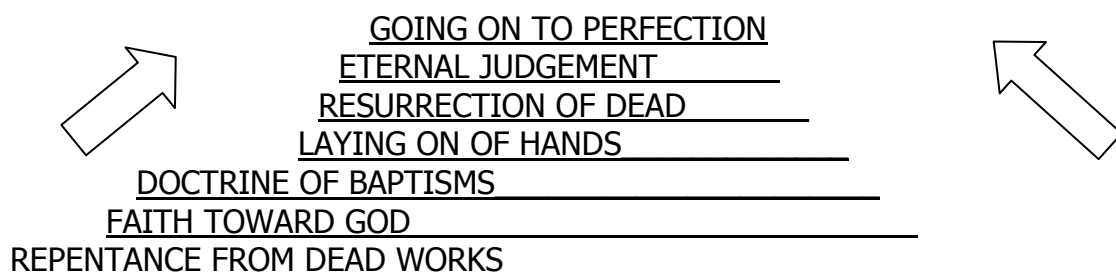 GOING ON TO PERFECTION
ETERNAL JUDGEMENT
RESURRECTION OF DEAD
LAYING ON OF HANDS
DOCTRINE OF BAPTISMS
FAITH TOWARD GOD
REPENTANCE FROM DEAD WORKS